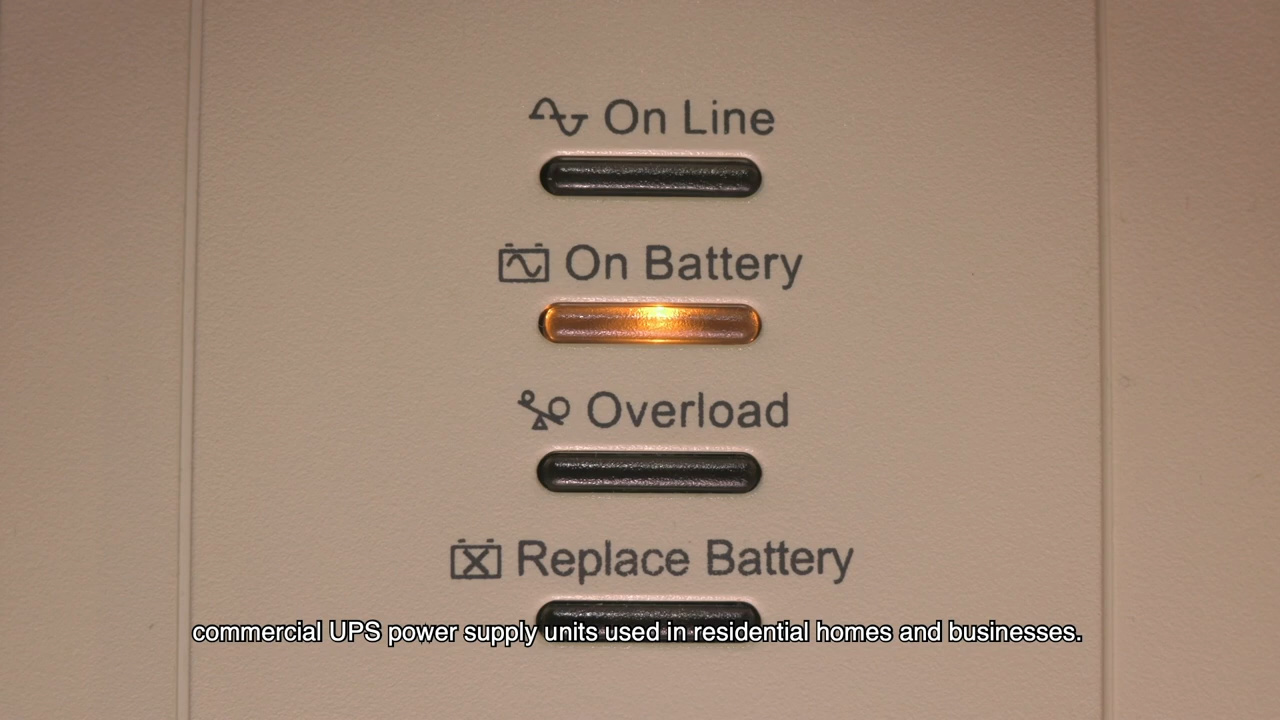 On Line
On Battery
Overload
Replace Battery
commercial UPS power supply units used in residential homes and businesses.